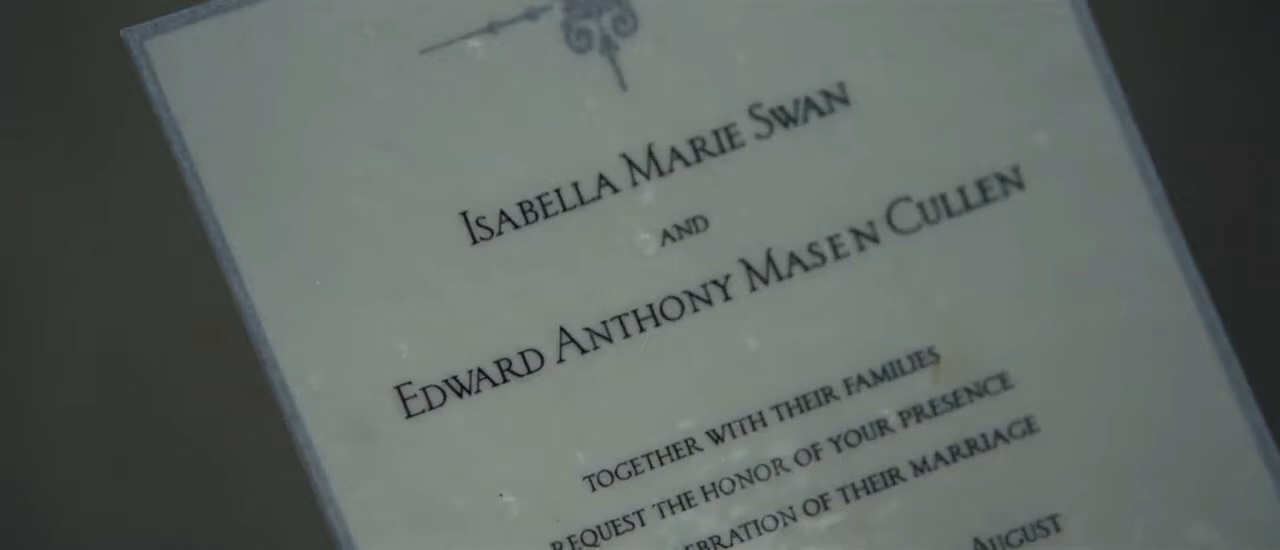 ISABELLA MARIE SWAN
AND
EDWARD ANTHONY MASEN CULLEN
TOGETHER WITH THEIR FAMILIES
REQUEST THE HONOR OF YOUR PRESENCE
OF THEIR MARRIAGE
AUGUST